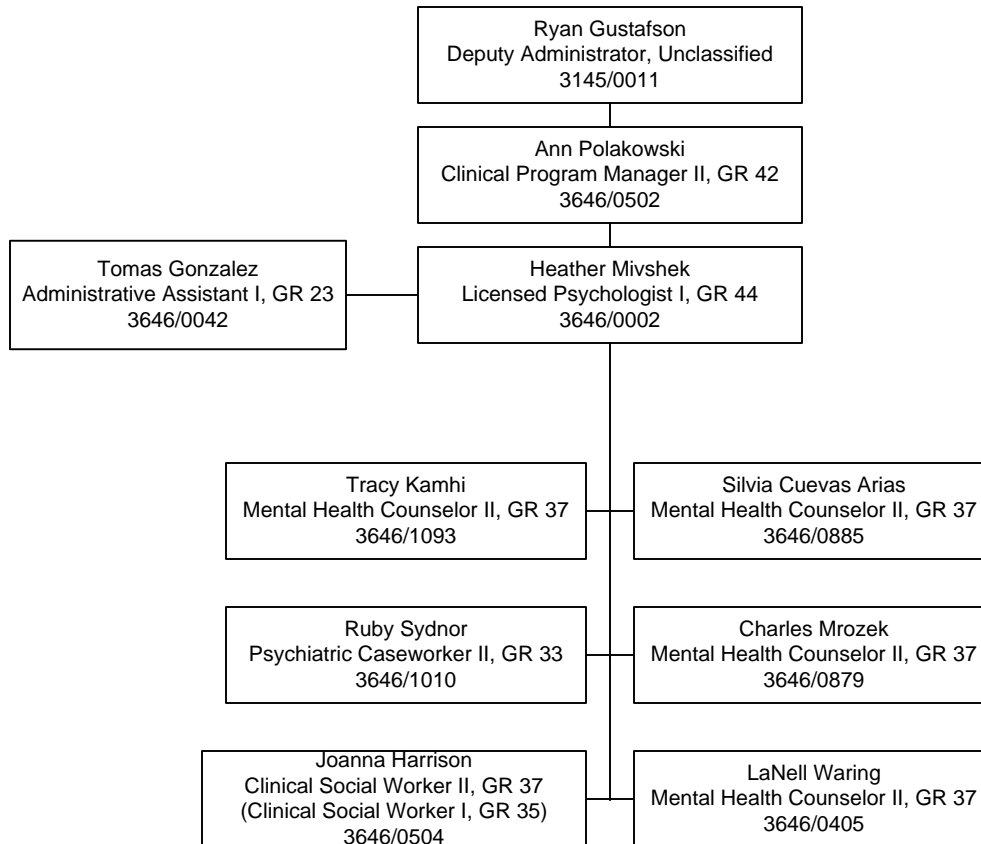 Ryan Gustafson
Deputy Administrator, Unclassified
3145/0011
Ann Polakowski
Clinical Program Manager II, GR 42
3646/0502
Tomas Gonzalez
Administrative Assistant I, GR 23
3646/0042
Heather Mivshek
Licensed Psychologist I, GR 44
3646/0002
Tracy Kamhi
Mental Health Counselor II, GR 37
3646/1093
Silvia Cuevas Arias
Mental Health Counselor II, GR 37
3646/0885
Ruby Sydnor
Psychiatric Caseworker II, GR 33
3646/1010
Charles Mrozek
Mental Health Counselor II, GR 37
3646/0879
Joanna Harrison
Clinical Social Worker II, GR 37
(Clinical Social Worker I, GR 35)
3646/0504
LaNell Waring
Mental Health Counselor II, GR 37
3646/0405